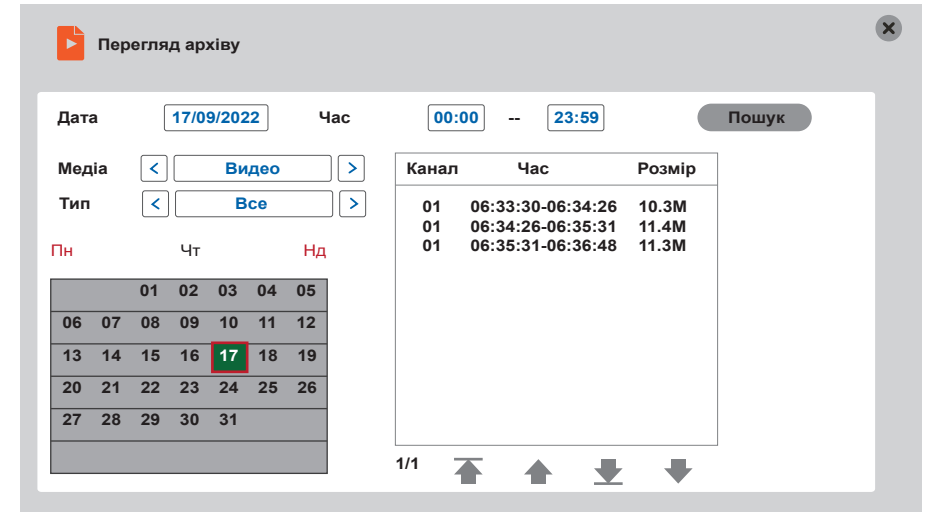 Перегляд архіву
Дата 17/09/2022 Час 00:00 -- 23:59 Пошук
Медіа < Видео >
Тип < Все >
Пн Чт Нд
01 02 03 04 05
06 07 08 09 10 11 12
13 14 15 16 17 18 19
20 21 22 23 24 25 26
27 28 29 30 31
Канал Час Розмір
01 06:33:30-06:34:26 10.3M
01 06:34:26-06:35:31 11.4M
01 06:35:31-06:36:48 11.3M
1/1